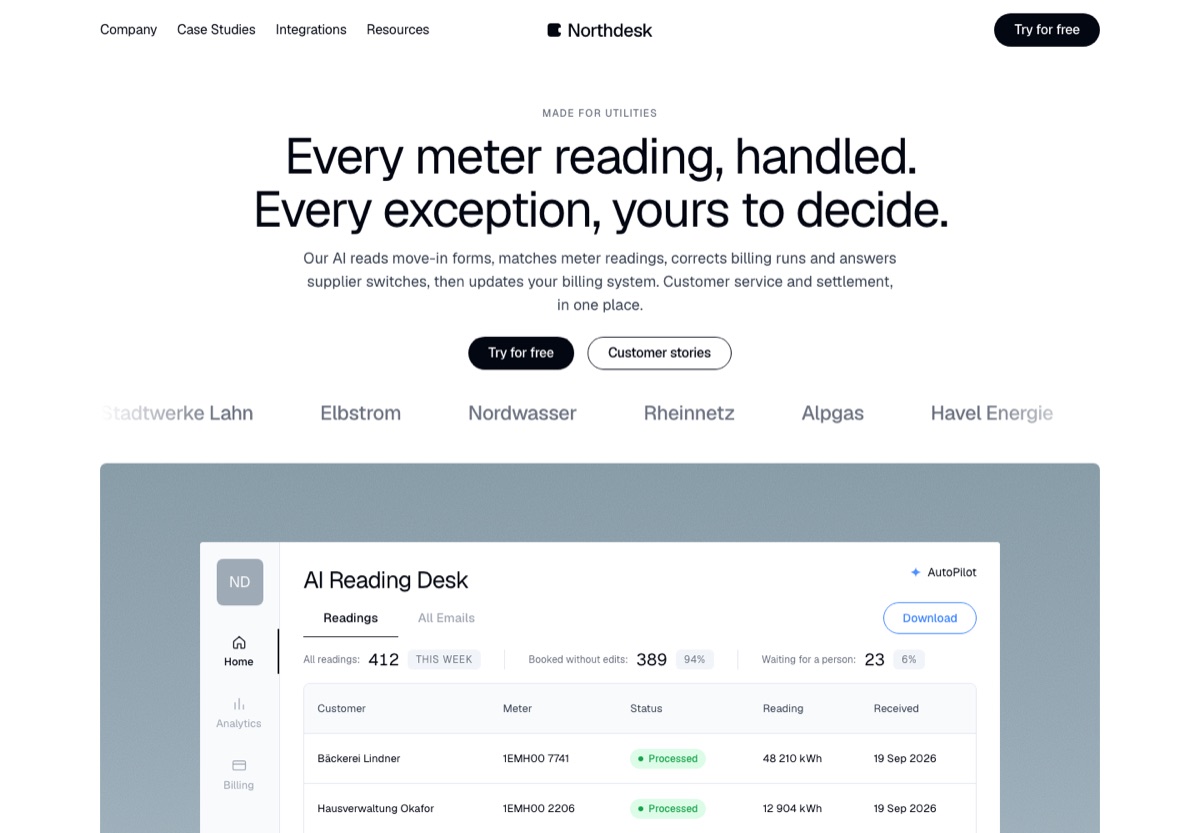 Company Case Studies Integrations Resources Northdesk Try for free
MADE FOR UTILITIES
Every meter reading, handled.
Every exception, yours to decide.
Our AI reads move-in forms, matches meter readings, corrects billing runs and answers
supplier switches, then updates your billing system. Customer service and settlement,
in one place.
Try for free Customer stories
Stadtwerke Lahn Elbstrom Nordwasser Rheinnetz Alpgas Havel Energie
ND
AI Reading Desk
AutoPilot
Readings All Emails
Download
Home
All readings: 412 THIS WEEK Booked without edits: 389 94% Waiting for a person: 23 6%
Customer Meter Status Reading Received
Analytics
Bäckerei Lindner 1EMH00 7741 Processed 48 210 kWh 19 Sep 2026
Billing
Hausverwaltung Okafor 1EMH00 2206 Processed 12 904 kWh 19 Sep 2026